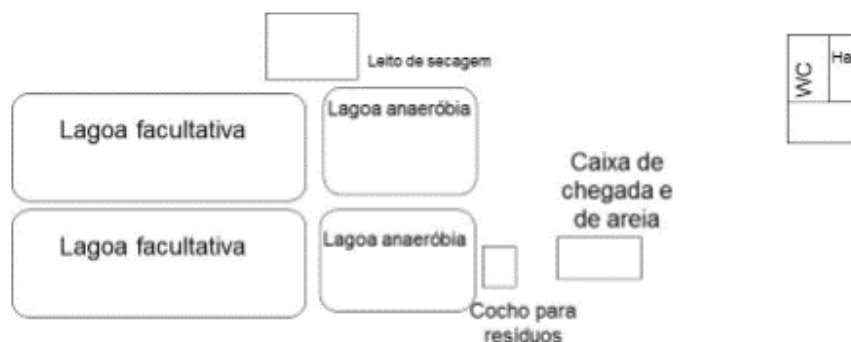 Leito de secagem
WC
Lagoa facultativa
Lagoa anaeróbia
Caixa de
chegada e
de areia
Lagoa facultativa
Lagoa anaeróbia
Cocho para
resíduos